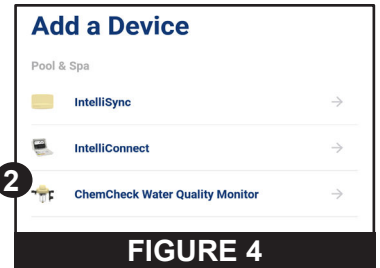 Add a Device
Pool & Spa
IntelliSync
IntelliConnect
2
ChemCheck Water Quality Monitor
FIGURE 4